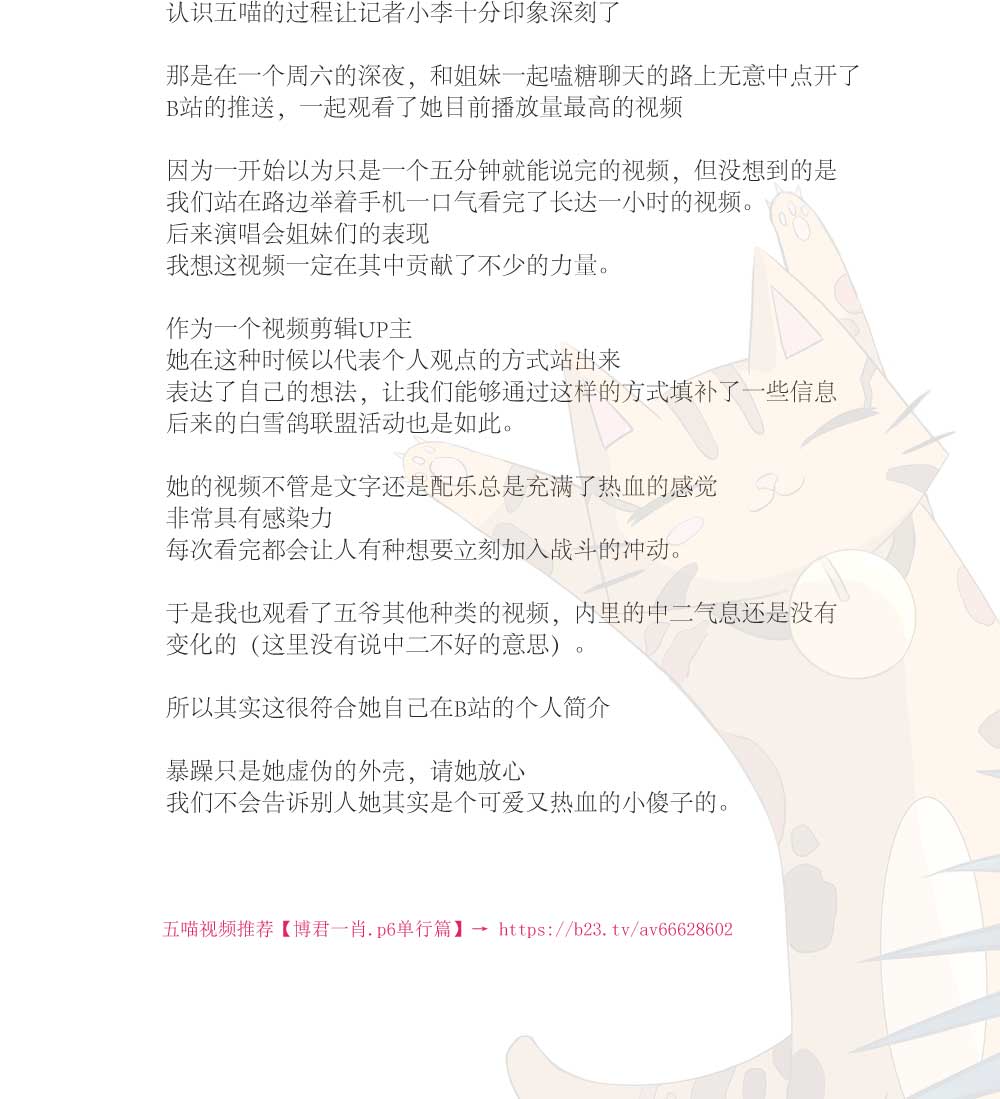 认识五喵的过程让记者小李十分印象深刻了
那是在一个周六的深夜，和姐妹一起嗑糖聊天的路上无意中点开了
B站的推送，一起观看了她目前播放量最高的视频
因为一开始以为只是一个五分钟就能说完的视频，但没想到的是
我们站在路边举着手机一口气看完了长达一小时的视频。
后来演唱会姐妹们的表现
我想这视频一定在其中贡献了不少的力量。
作为一个视频剪辑UP主
她在这种时候以代表个人观点的方式站出来
表达了自己的想法，让我们能够通过这样的方式填补了一些信息
后来的白雪鸽联盟活动也是如此。
她的视频不管是文字还是配乐总是充满了热血的感觉
非常具有感染力
每次看完都会让人有种想要立刻加入战斗的冲动。
于是我也观看了五爷其他种类的视频，内里的中二气息还是没有
变化的（这里没有说中二不好的意思）。
所以其实这很符合她自己在B站的个人简介
暴躁只是她虚伪的外壳，请她放心
我们不会告诉别人她其实是个可爱又热血的小傻子的。
五喵视频推荐【博君一肖.p6单行篇】→ https://b23.tv/av66628602